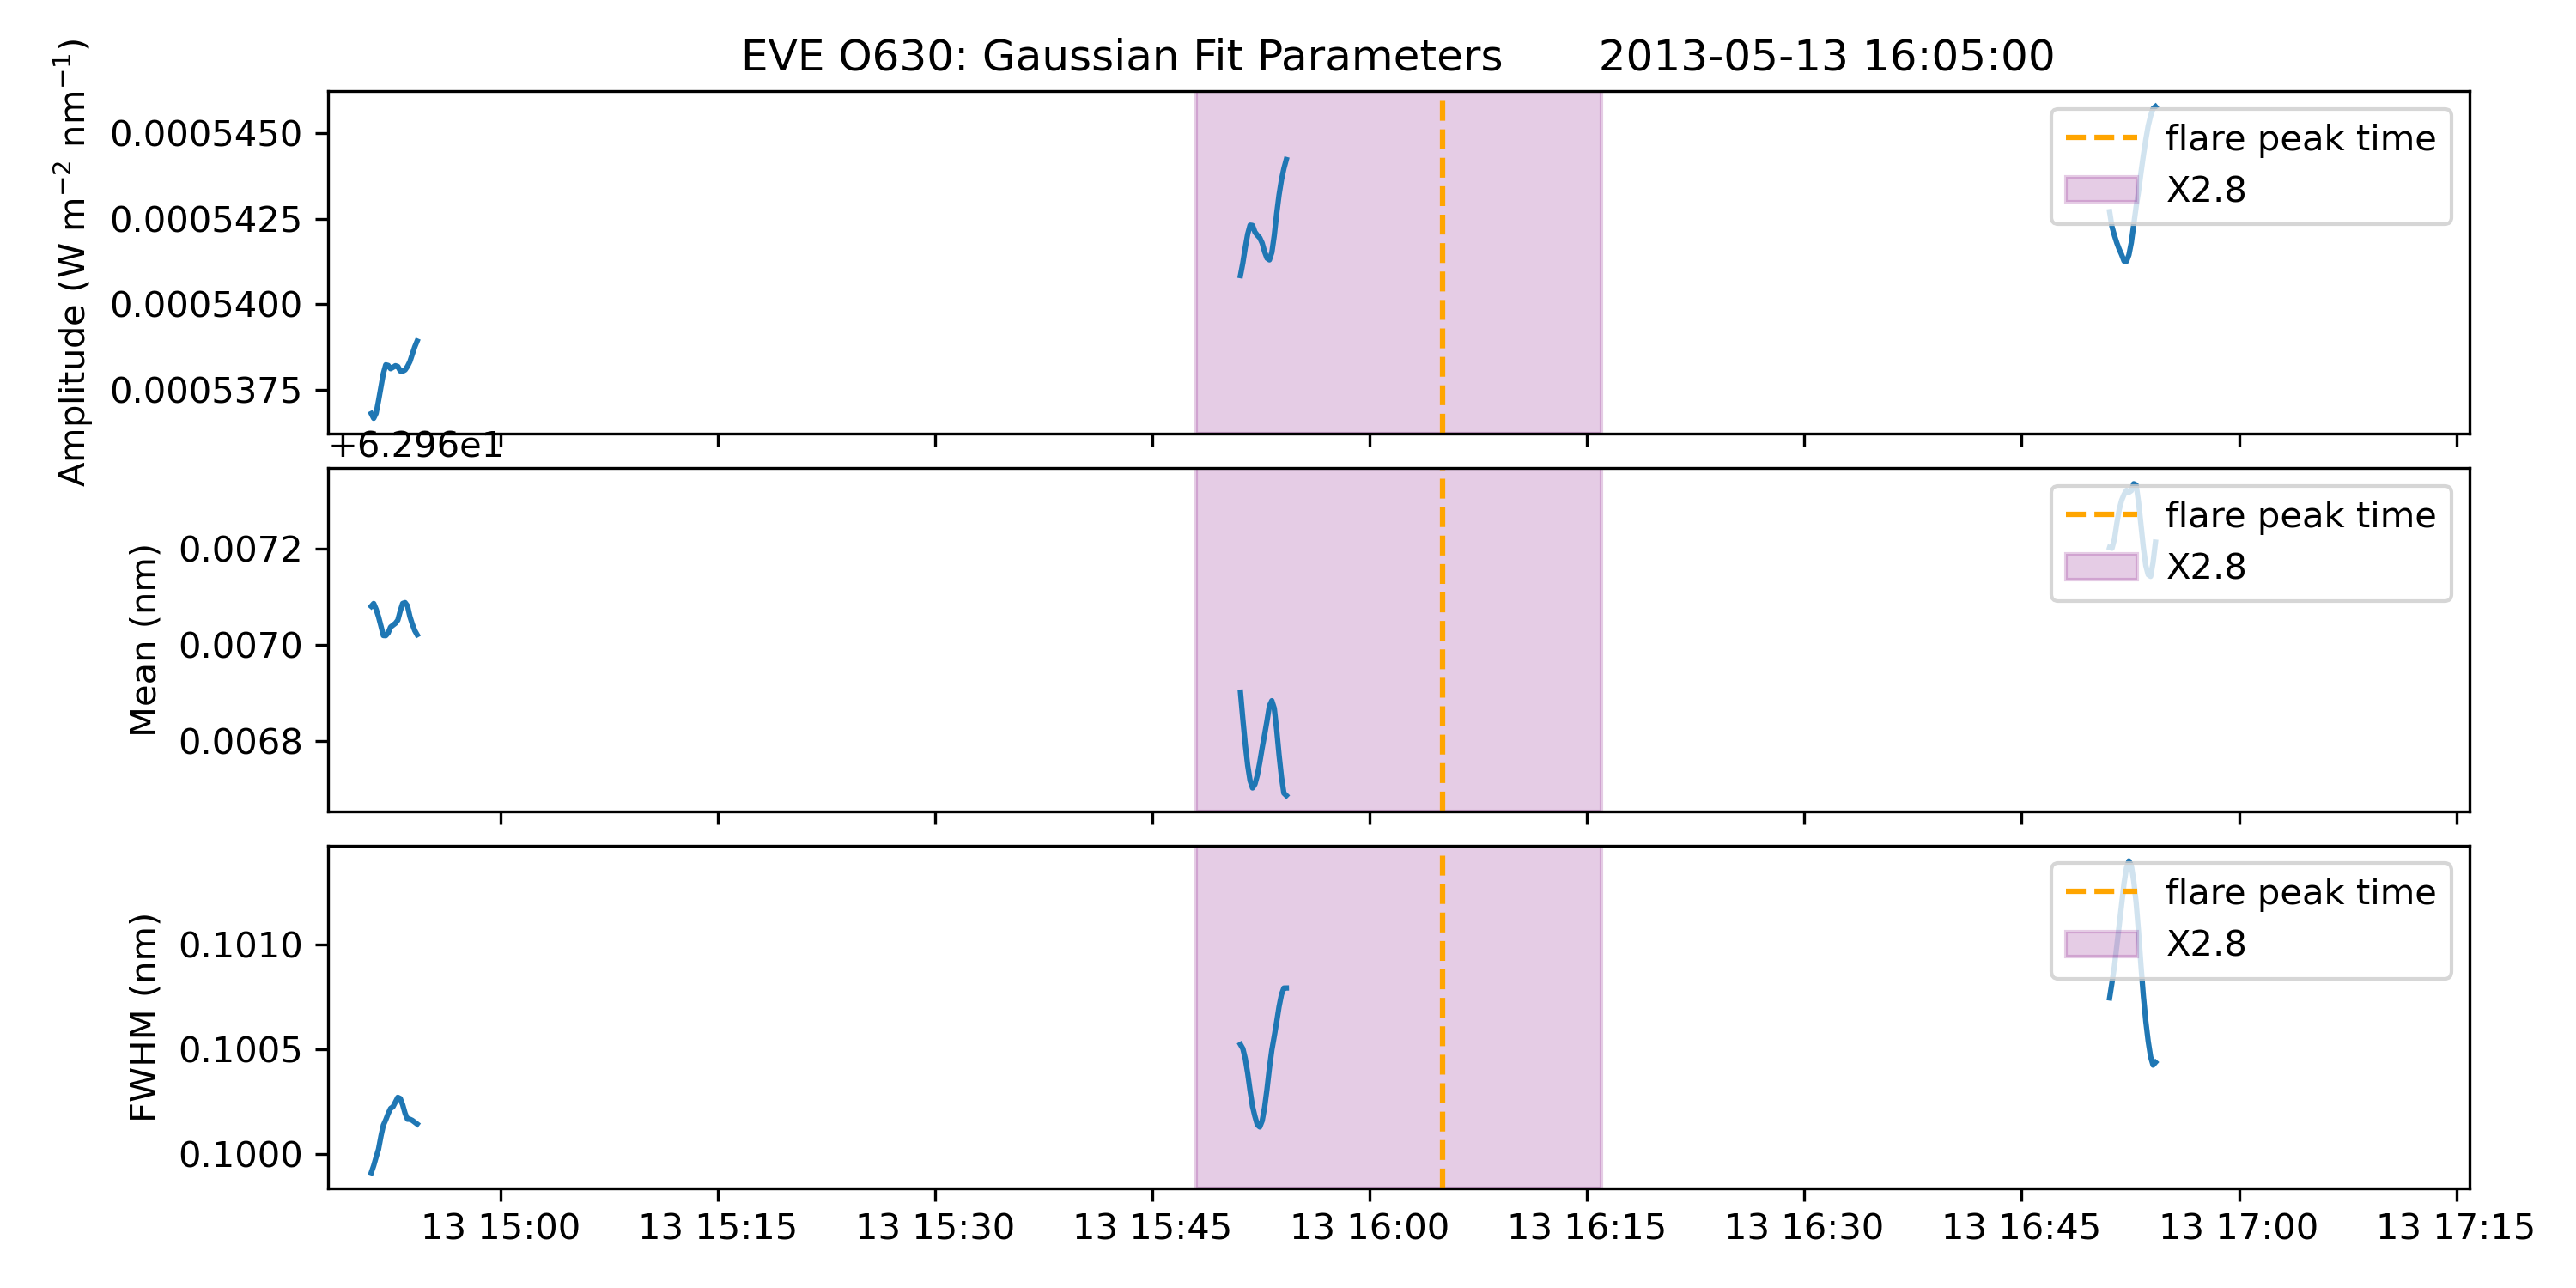 EVE O630: Gaussian Fit Parameters 2013-05-13 16:05:00
Amplitude (W m⁻² nm⁻¹)
0.0005450
0.0005425
0.0005400
0.0005375
flare peak time
X2.8
+6.296e1
Mean (nm)
0.0072
0.0070
0.0068
flare peak time
X2.8
FWHM (nm)
0.1010
0.1005
0.1000
flare peak time
X2.8
13 15:00 13 15:15 13 15:30 13 15:45 13 16:00 13 16:15 13 16:30 13 16:45 13 17:00 13 17:15